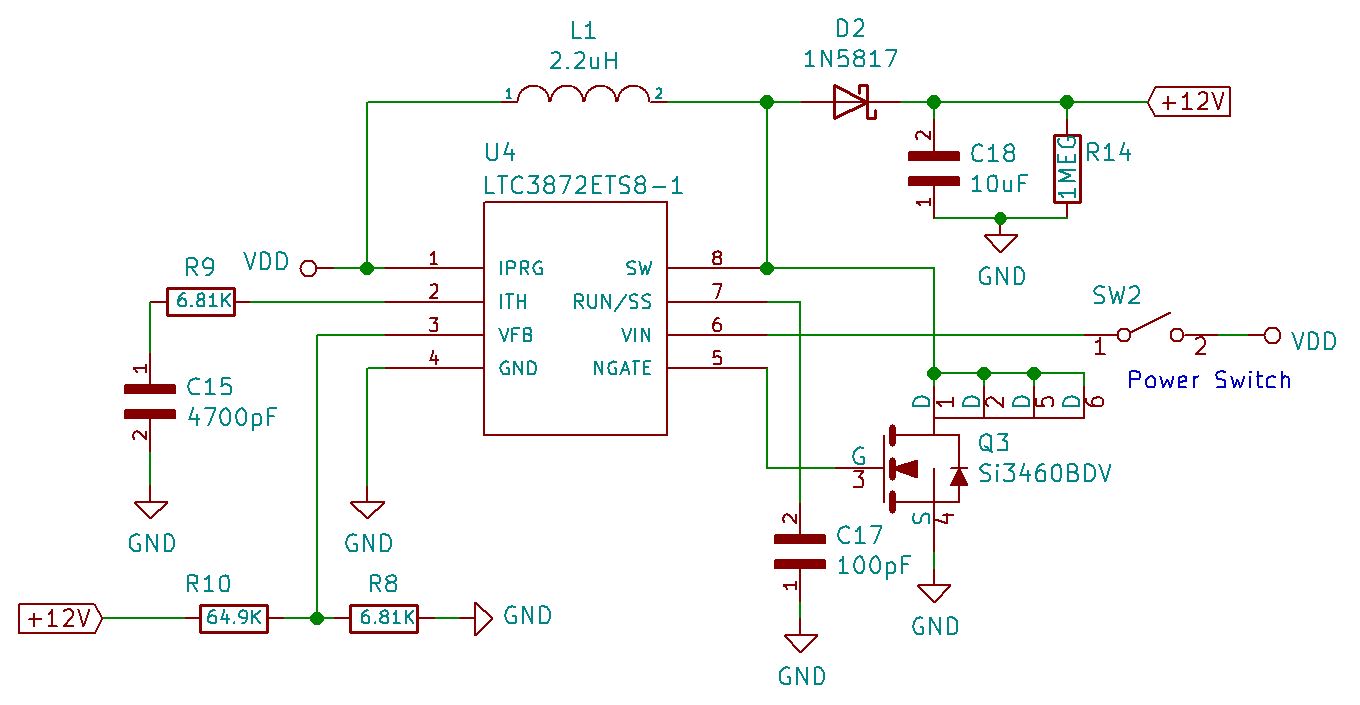 L1
2.2uH
1
2
D2
1N5817
+12V
C18
10uF
2
1
1MEG
R14
GND
U4
LTC3872ETS8-1
VDD
1
IPRG
SW
8
2
ITH
RUN/SS
7
3
VFB
VIN
6
4
GND
NGATE
5
R9
6.81K
1
C15
4700pF
2
GND
GND
SW2
1
2
VDD
Power Switch
D
1
D
2
D
5
D
6
G
3
Q3
Si3460BDV
S
4
GND
2
C17
100pF
1
GND
+12V
R10
64.9K
R8
6.81K
GND